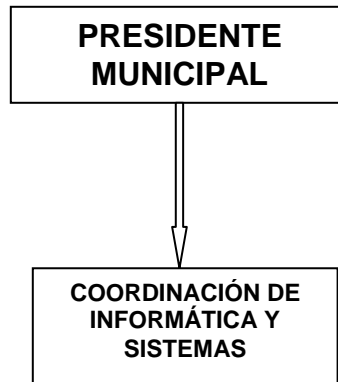 PRESIDENTE
MUNICIPAL
COORDINACIÓN DE
INFORMÁTICA Y
SISTEMAS